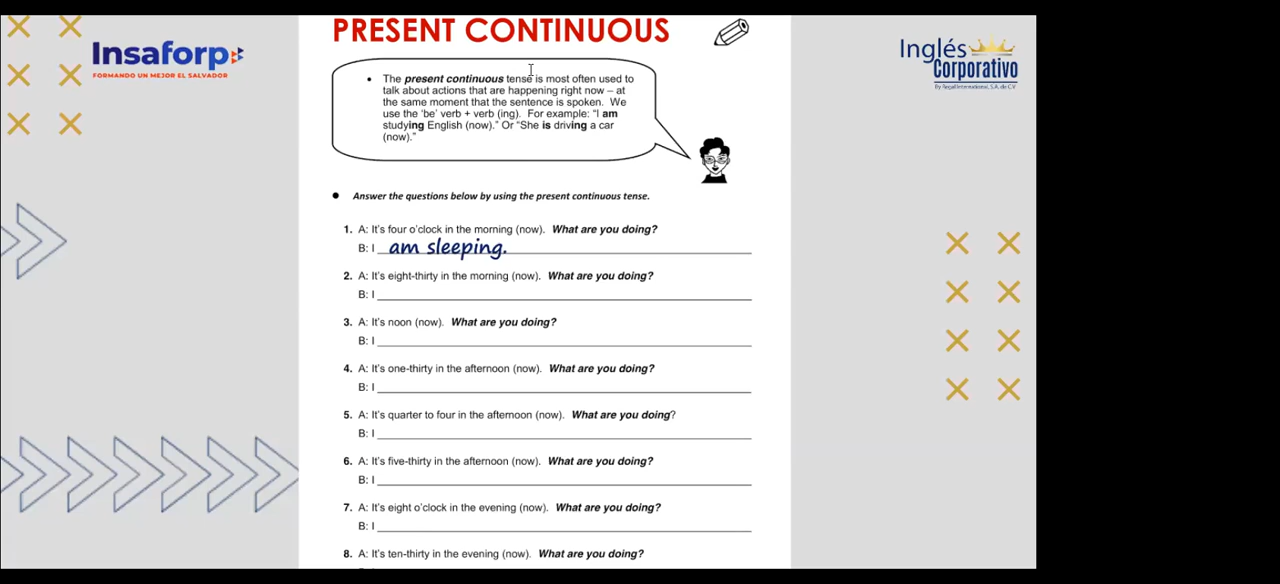 PRESENT CONTINUOUS
Insaforp
FORMANDO UN MEJOR EL SALVADOR
Inglés
Corporativo
By Regal International, S.A. de C.V
• The present continuous tense is most often used to
talk about actions that are happening right now – at
the same moment that the sentence is spoken. We
use the 'be' verb + verb (ing). For example: "I am
studying English (now)." Or "She is driving a car
(now)."
● Answer the questions below by using the present continuous tense.
1. A: It's four o'clock in the morning (now). What are you doing?
B: I am sleeping.
2. A: It's eight-thirty in the morning (now). What are you doing?
B: I
3. A: It's noon (now). What are you doing?
B: I
4. A: It's one-thirty in the afternoon (now). What are you doing?
B: I
5. A: It's quarter to four in the afternoon (now). What are you doing?
B: I
6. A: It's five-thirty in the afternoon (now). What are you doing?
B: I
7. A: It's eight o'clock in the evening (now). What are you doing?
B: I
8. A: It's ten-thirty in the evening (now). What are you doing?